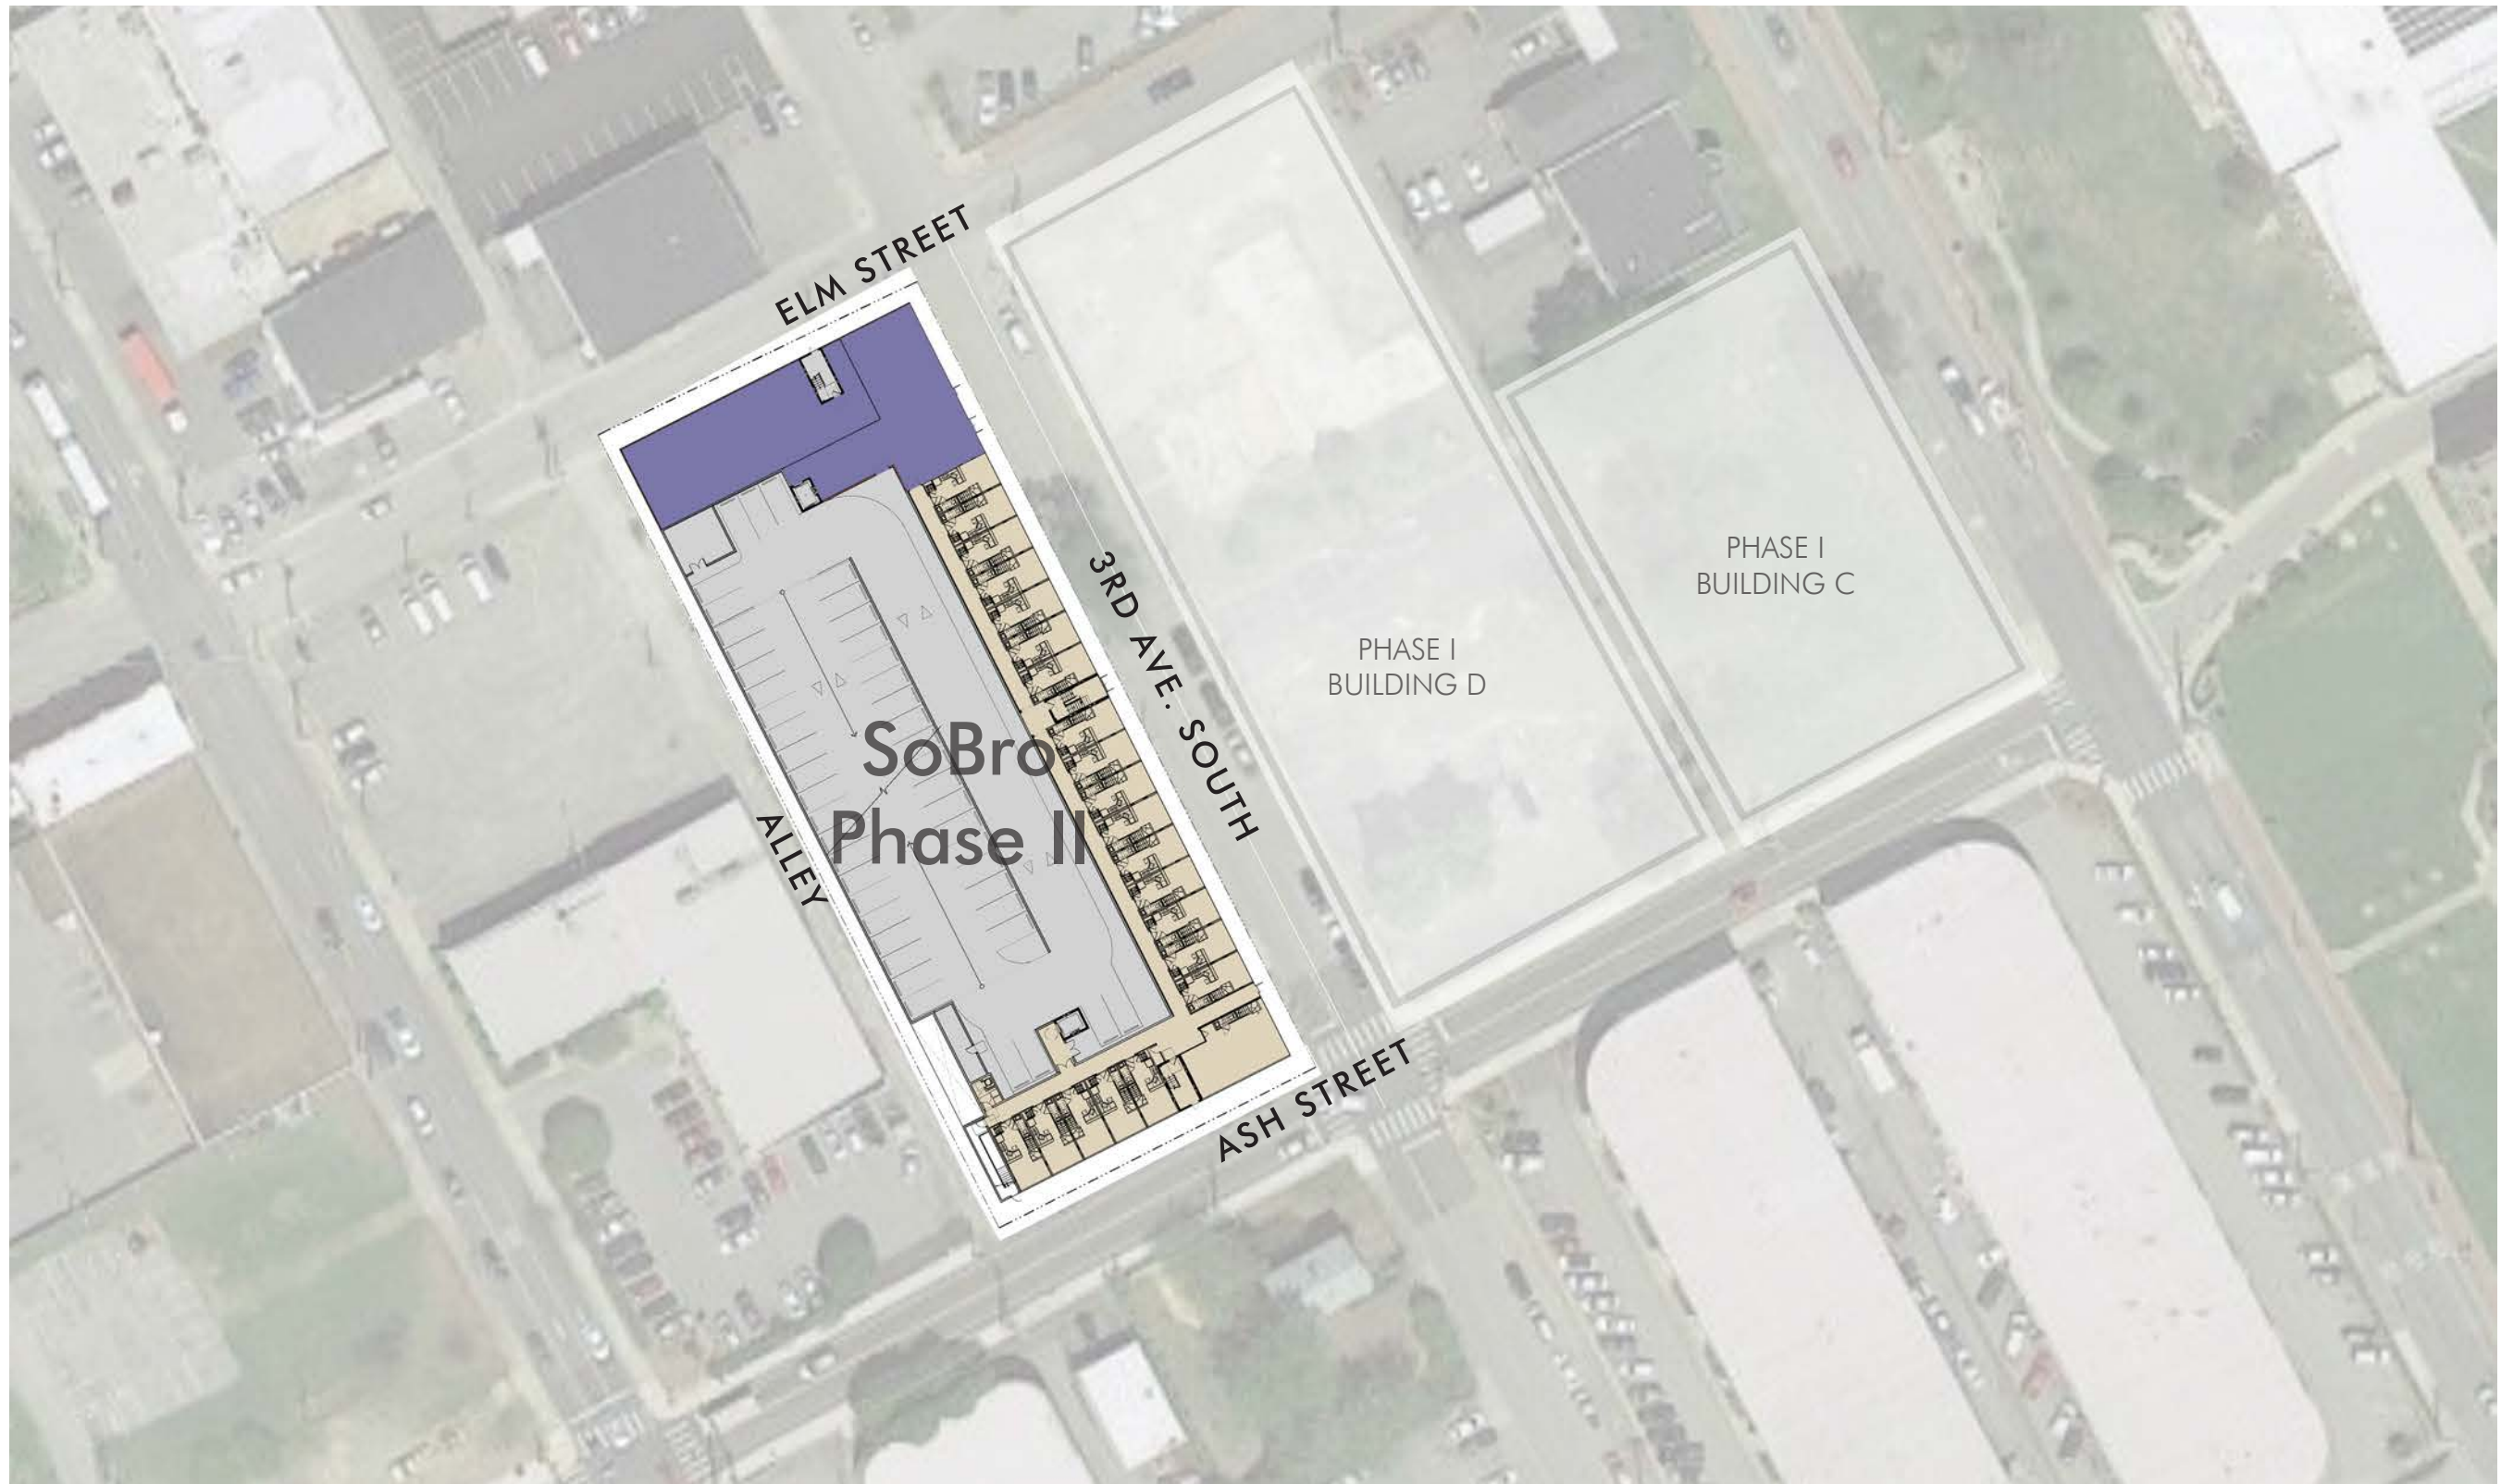 ELM STREET
3RD AVE. SOUTH
PHASE I
BUILDING C
PHASE I
BUILDING D
SoBro
Phase II
ALLEY
ASH STREET